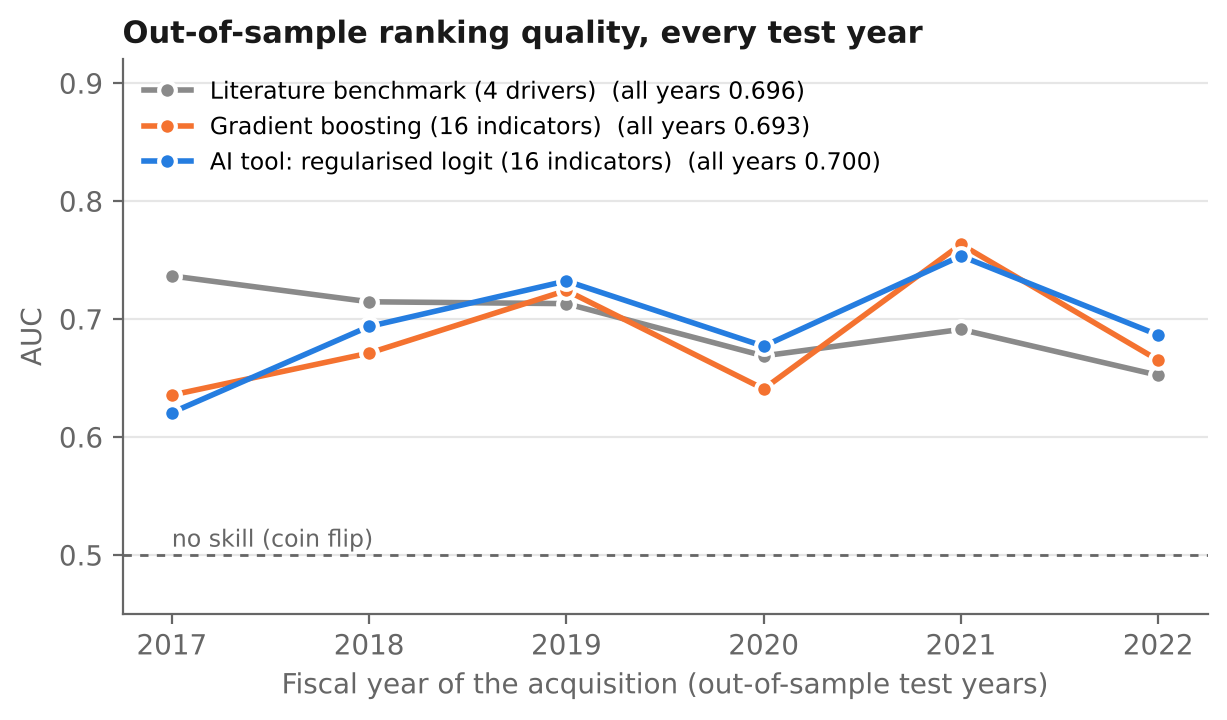 Out-of-sample ranking quality, every test year
0.9
Literature benchmark (4 drivers)  (all years 0.696)
Gradient boosting (16 indicators)  (all years 0.693)
AI tool: regularised logit (16 indicators)  (all years 0.700)
0.8
0.7
AUC
0.6
no skill (coin flip)
0.5
2017 2018 2019 2020 2021 2022
Fiscal year of the acquisition (out-of-sample test years)